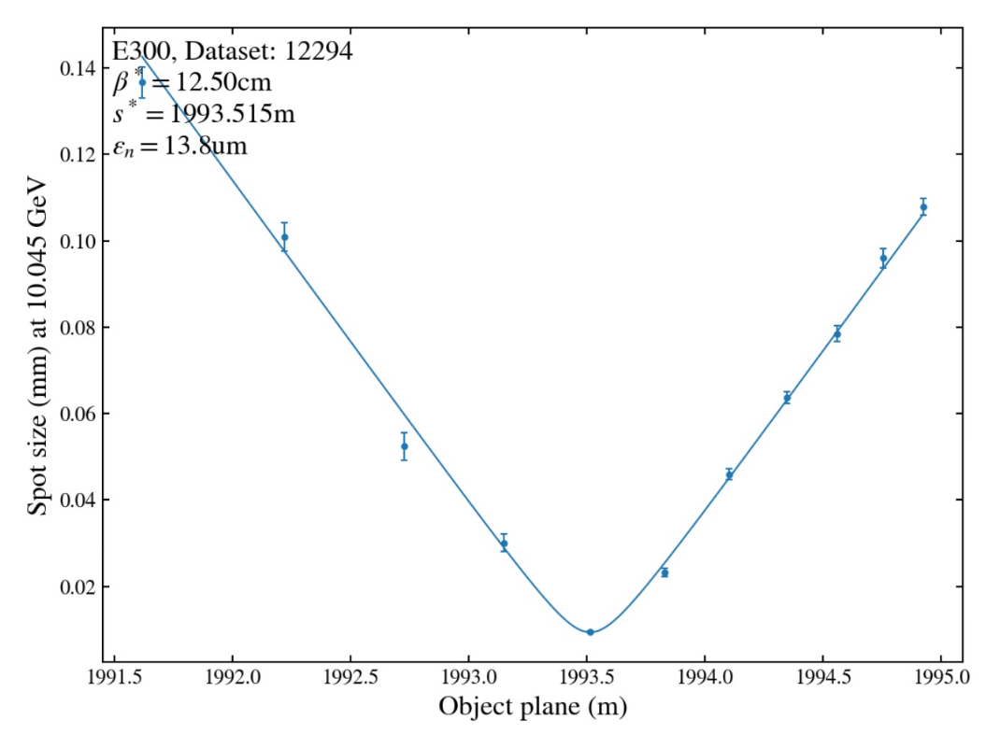 E300, Dataset: 12294
β* = 12.50cm
s* = 1993.515m
εn = 13.8um
0.14
0.12
0.10
0.08
0.06
0.04
0.02
Spot size (mm) at 10.045 GeV
1991.5 1992.0 1992.5 1993.0 1993.5 1994.0 1994.5 1995.0
Object plane (m)